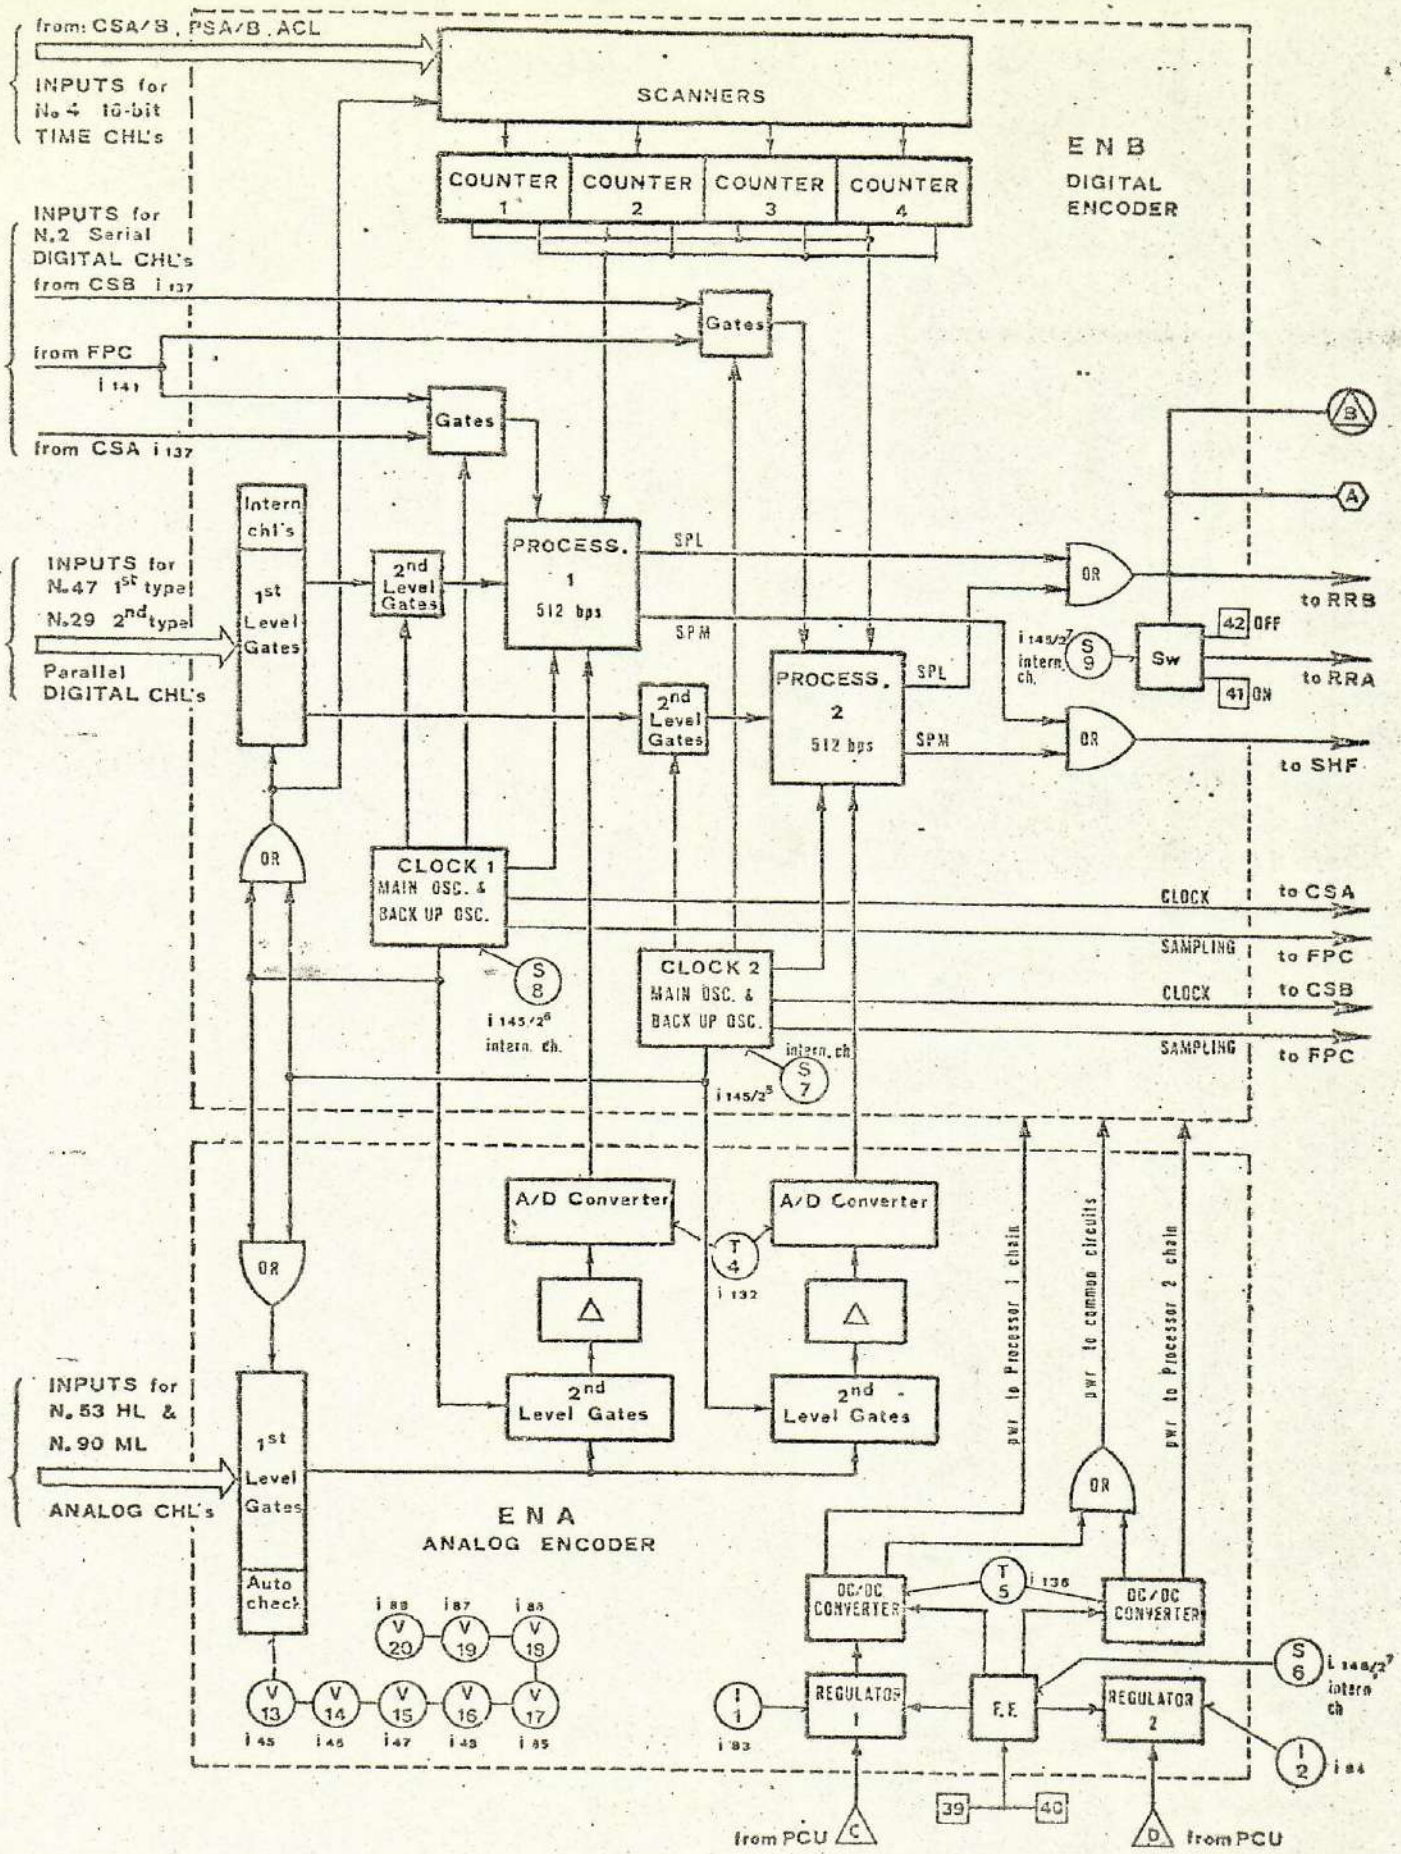 from: CSA/B, PSA/B, ACL
INPUTS for
No 4 16-bit
TIME CHL's
SCANNERS
COUNTER 1
COUNTER 2
COUNTER 3
COUNTER 4
E N B
DIGITAL
ENCODER
INPUTS for
N.2 Serial
DIGITAL CHL's
from CSB i 137
Gates
from FPC
i 141
Gates
from CSA i 137
B
A
Intern
chl's
1st
Level
Gates
INPUTS for
N.47 1st type
N.29 2nd type
Parallel
DIGITAL CHL's
2nd
Level
Gates
PROCESS.
1
512 bps
SPL
SPM
OR
to RRB
42 OFF
i 145/2⁷
intern.
ch.
S
9
Sw
to RRA
41 ON
2nd
Level
Gates
PROCESS.
2
512 bps
SPL
SPM
OR
to SHF
OR
CLOCK 1
MAIN OSC. &
BACK UP OSC.
CLOCK to CSA
SAMPLING to FPC
S
8
i 145/2⁶
intern. ch.
CLOCK 2
MAIN OSC. &
BACK UP OSC.
CLOCK to CSB
SAMPLING to FPC
intern. ch
S
7
i 145/2⁵
A/D Converter
A/D Converter
T
4
i 132
OR
Δ
Δ
2nd
Level Gates
2nd
Level Gates
pwr to Processor 1 chain
pwr to common circuits
pwr to Processor 2 chain
INPUTS for
N. 53 HL &
N. 90 ML
ANALOG CHL's
1st
Level
Gates
Auto
check
E N A
ANALOG ENCODER
OR
DC/DC
CONVERTER
T
5
i 136
DC/DC
CONVERTER
i 87
V
20
V
19
V
18
V
13
V
14
V
15
V
16
V
17
i 45
i 46
i 47
i 85
I
1
i 83
REGULATOR
1
F.F.
REGULATOR
2
S
6
intern
ch
I
2
i 84
39
40
from PCU C
D from PCU